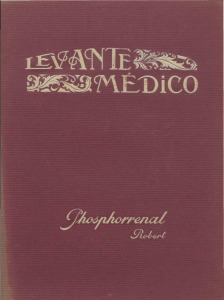 LEVANTE
MÉDiCO
Phosphorrenal
Robert